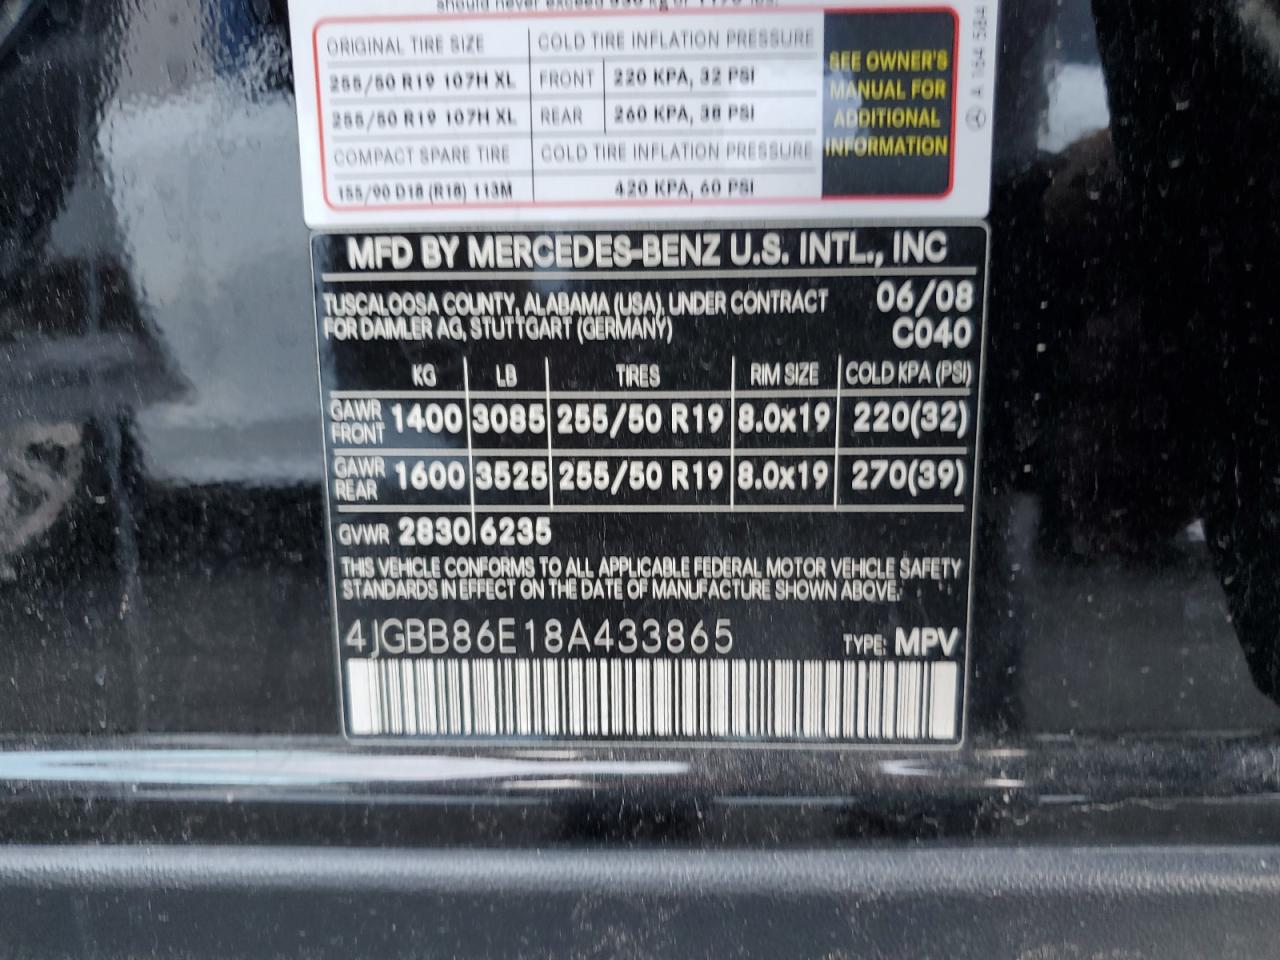 should never exceed
ORIGINAL TIRE SIZE COLD TIRE INFLATION PRESSURE
255/50 R19 107H XL FRONT 220 KPA, 32 PSI
255/50 R19 107H XL REAR 260 KPA, 38 PSI
COMPACT SPARE TIRE COLD TIRE INFLATION PRESSURE
155/90 D18 (R18) 113M 420 KPA, 60 PSI
SEE OWNER'S
MANUAL FOR
ADDITIONAL
INFORMATION
A 164 584
MFD BY MERCEDES-BENZ U.S. INTL., INC
TUSCALOOSA COUNTY, ALABAMA (USA), UNDER CONTRACT 06/08
FOR DAIMLER AG, STUTTGART (GERMANY) C040
KG LB TIRES RIM SIZE COLD KPA (PSI)
GAWR FRONT 1400 3085 255/50 R19 8.0x19 220(32)
GAWR REAR 1600 3525 255/50 R19 8.0x19 270(39)
GVWR 2830 6235
THIS VEHICLE CONFORMS TO ALL APPLICABLE FEDERAL MOTOR VEHICLE SAFETY
STANDARDS IN EFFECT ON THE DATE OF MANUFACTURE SHOWN ABOVE.
4JGBB86E18A433865 TYPE: MPV